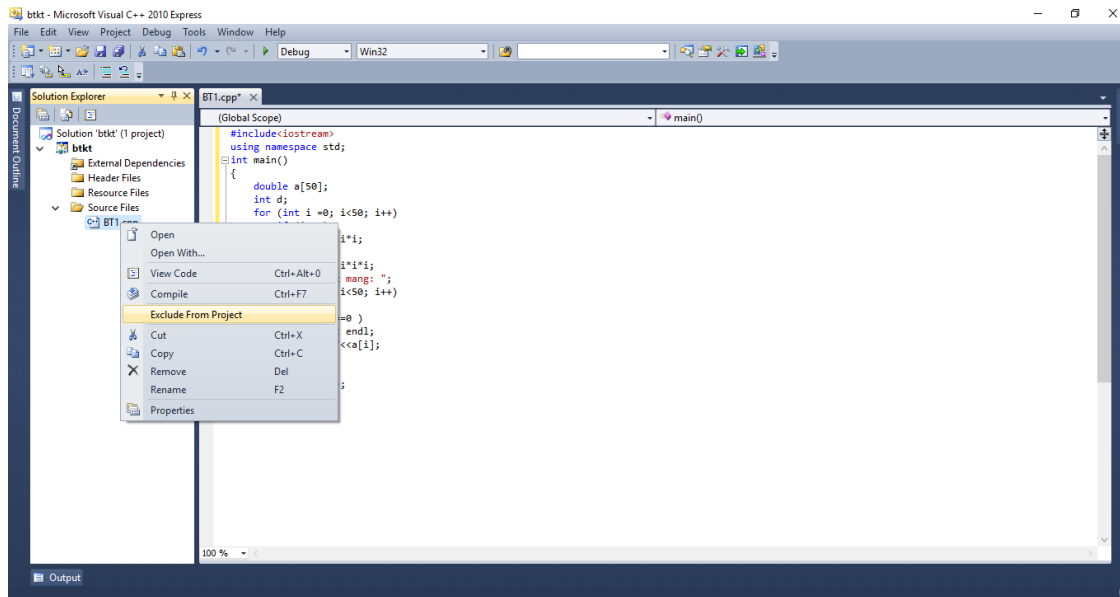 btkt - Microsoft Visual C++ 2010 Express
File Edit View Project Debug Tools Window Help
Debug Win32
Solution Explorer
BT1.cpp*
Document Outline
(Global Scope) main()
Solution 'btkt' (1 project)
btkt
External Dependencies
Header Files
Resource Files
Source Files
BT1.cpp
#include<iostream>
using namespace std;
int main()
{
double a[50];
int d;
for (int i =0; i<50; i++)
i*i;
i*i*i;
mang: ";
i<50; i++)
=0 )
endl;
<<a[i];
;
Open
Open With...
View Code Ctrl+Alt+0
Compile Ctrl+F7
Exclude From Project
Cut Ctrl+X
Copy Ctrl+C
Remove Del
Rename F2
Properties
100 %
Output